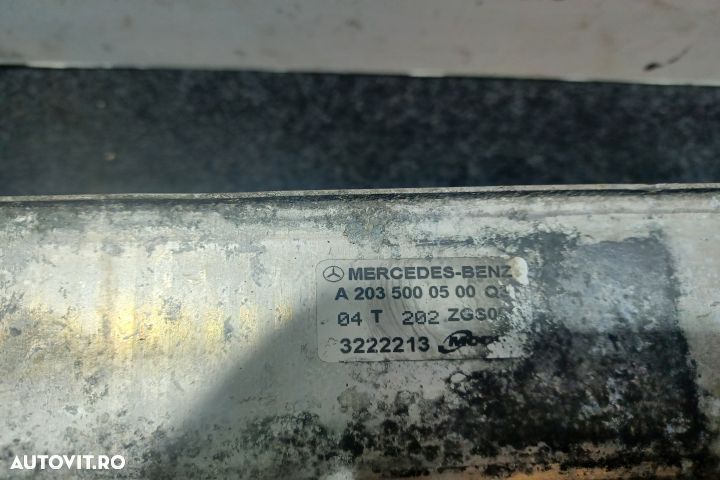 MERCEDES-BENZ
A 203 500 05 00
04 T 202 ZGS0
3222213
AUTOVIT.RO